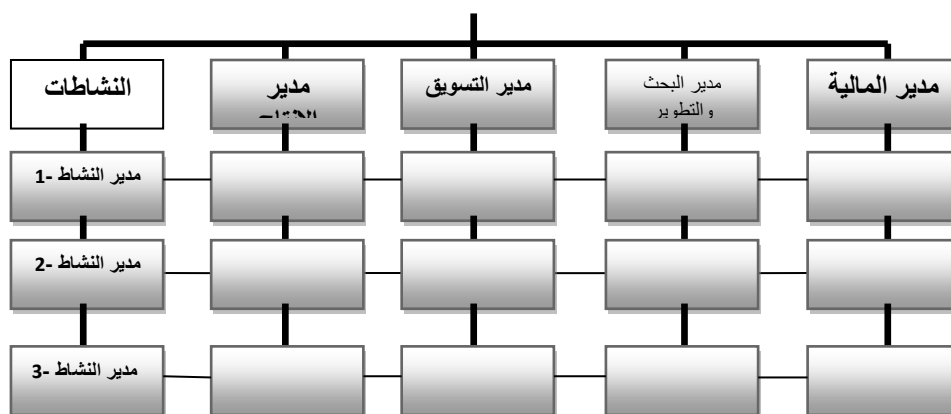 مدير المالية
مدير البحث
والتطوير
مدير التسويق
مدير
النشاطات
مدير النشاط -1
مدير النشاط -2
مدير النشاط -3